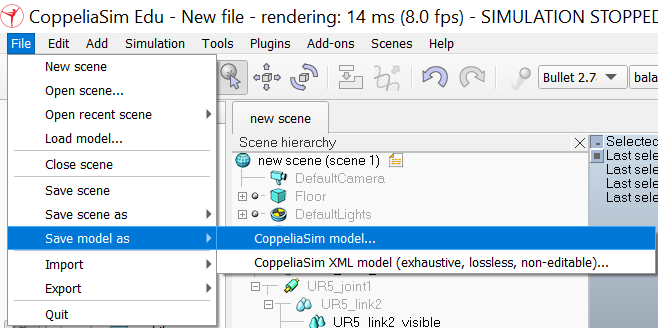 CoppeliaSim Edu - New file - rendering: 14 ms (8.0 fps) - SIMULATION STOPPED
File Edit Add Simulation Tools Plugins Add-ons Scenes Help
New scene
Open scene...
Open recent scene
Load model...
Close scene
Save scene
Save scene as
Save model as
Import
Export
Quit
CoppeliaSim model...
CoppeliaSim XML model (exhaustive, lossless, non-editable)...
Bullet 2.7
bala
new scene
Scene hierarchy
new scene (scene 1)
DefaultCamera
Floor
DefaultLights
UR5_joint1
UR5_link2
UR5_link2_visible
Selected
Last sele
Last sele
Last sele
Last sele